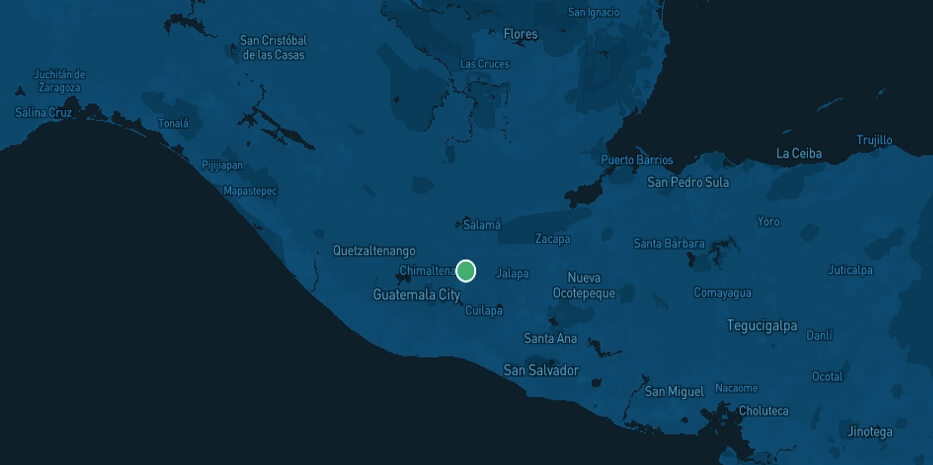 San Ignacio
Flores
San Cristóbal
de las Casas
Las Cruces
Juchitán de
Zaragoza
Salina Cruz
Tonalá
Trujillo
La Ceiba
Puerto Barrios
Pijijiapan
San Pedro Sula
Mapastepec
Salamá
Yoro
Zacapa
Santa Bárbara
Quetzaltenango
Chimaltena
Jalapa
Juticalpa
Nueva
Ocotepeque
Guatemala City
Comayagua
Cuilapa
Tegucigalpa
Santa Ana
Danlí
San Salvador
Ocotal
San Miguel
Nacaome
Choluteca
Jinotega